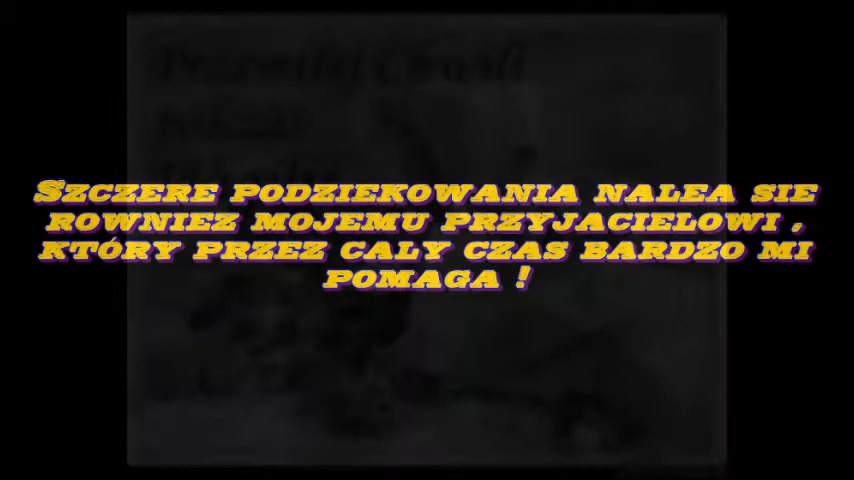 Szczere podziekowania nalea sie
rowniez mojemu przyjacielowi ,
który przez caly czas bardzo mi
pomaga !